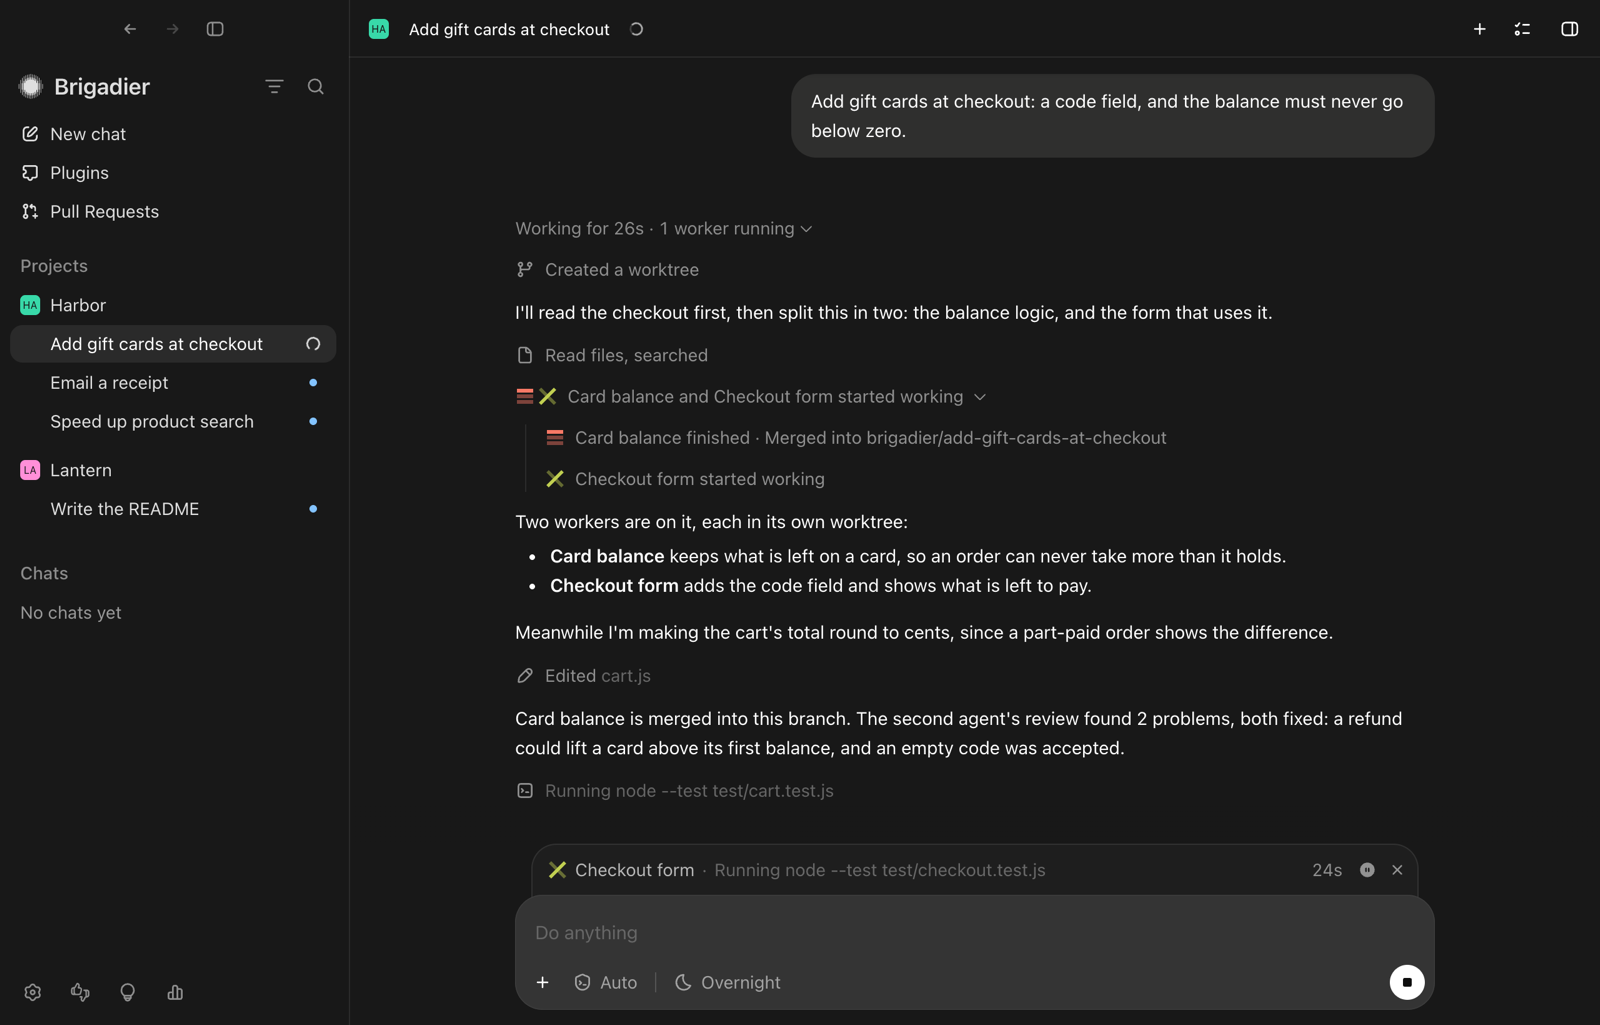 HA Add gift cards at checkout
Brigadier
New chat
Plugins
Pull Requests
Projects
HA Harbor
Add gift cards at checkout
Email a receipt
Speed up product search
LA Lantern
Write the README
Chats
No chats yet
Add gift cards at checkout: a code field, and the balance must never go
below zero.
Working for 26s · 1 worker running
Created a worktree
I'll read the checkout first, then split this in two: the balance logic, and the form that uses it.
Read files, searched
Card balance and Checkout form started working
Card balance finished · Merged into brigadier/add-gift-cards-at-checkout
Checkout form started working
Two workers are on it, each in its own worktree:
• Card balance keeps what is left on a card, so an order can never take more than it holds.
• Checkout form adds the code field and shows what is left to pay.
Meanwhile I'm making the cart's total round to cents, since a part-paid order shows the difference.
Edited cart.js
Card balance is merged into this branch. The second agent's review found 2 problems, both fixed: a refund
could lift a card above its first balance, and an empty code was accepted.
Running node --test test/cart.test.js
Checkout form · Running node --test test/checkout.test.js 24s
Do anything
Auto Overnight